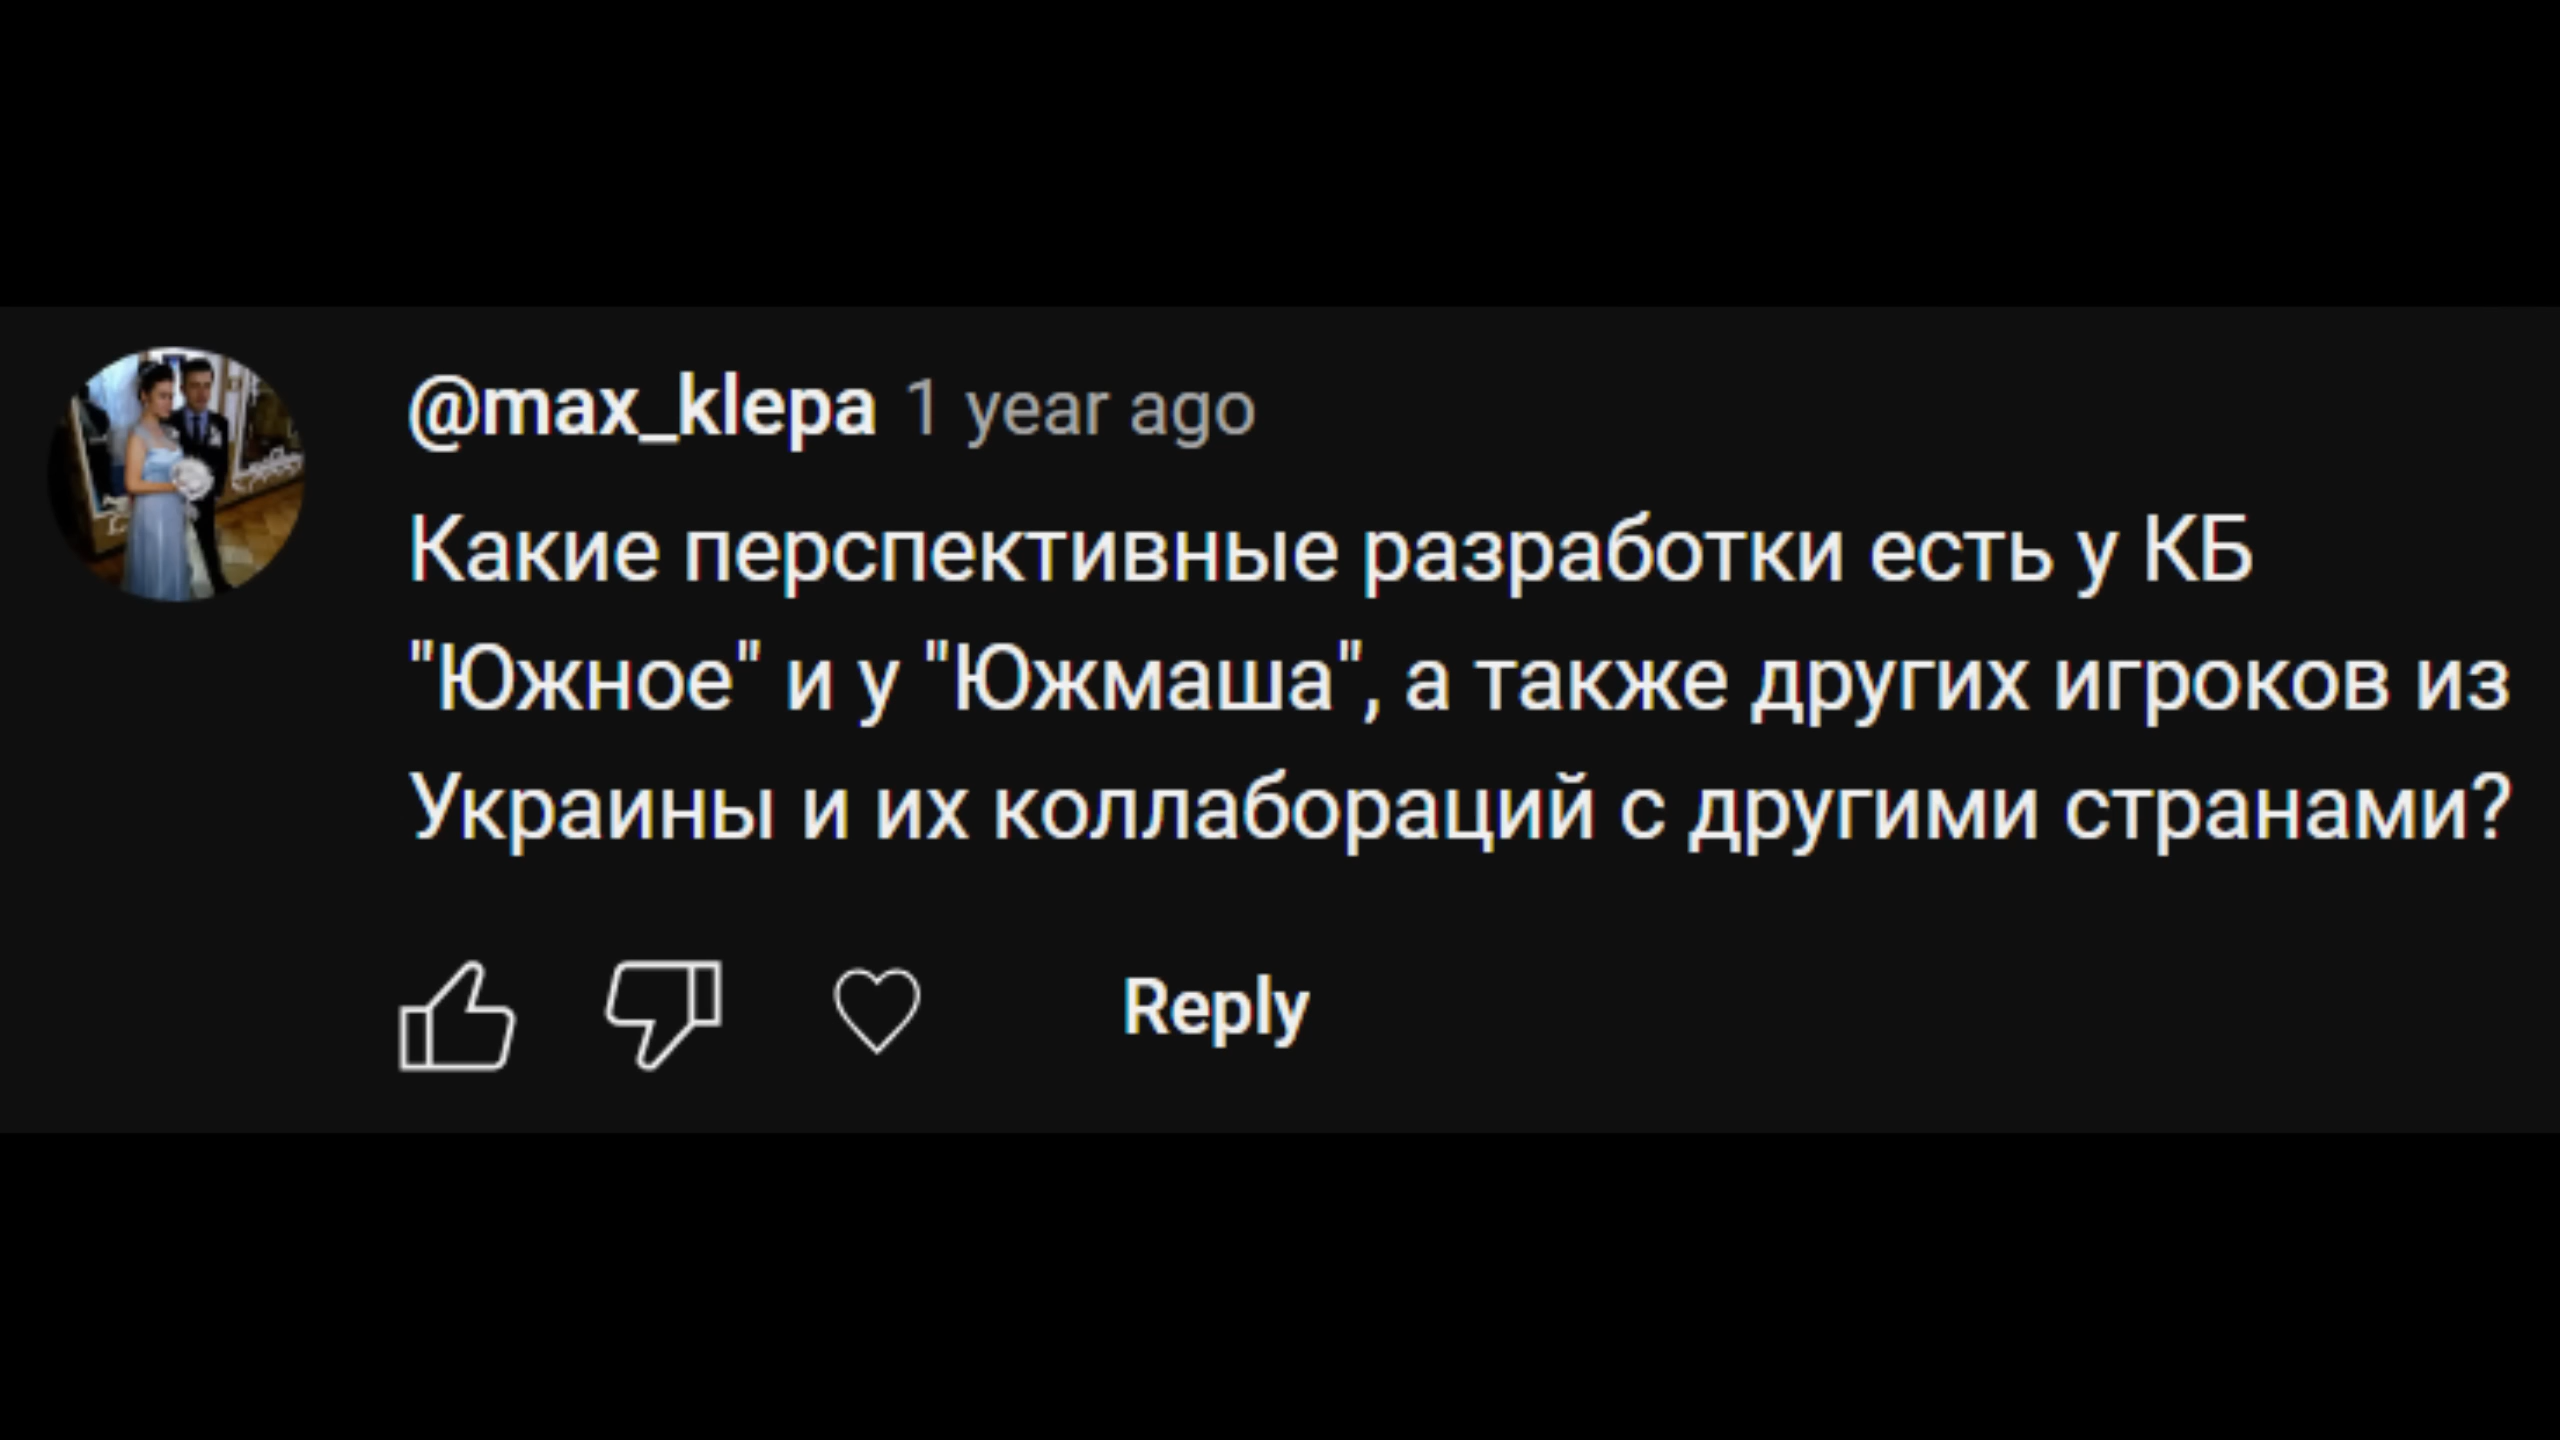 @max_klepa 1 year ago
Какие перспективные разработки есть у КБ
"Южное" и у "Южмаша", а также других игроков из
Украины и их коллабораций с другими странами?
Reply